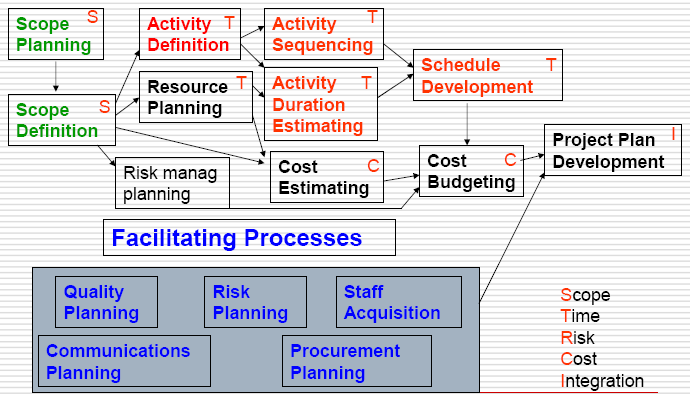 Scope S
Planning
Activity T
Definition
Activity T
Sequencing
Schedule T
Development
Resource T
Planning
Activity T
Duration
Estimating
Scope S
Definition
Risk manag
planning
Cost C
Estimating
Cost C
Budgeting
Project Plan I
Development
Facilitating Processes
Quality
Planning
Risk
Planning
Staff
Acquisition
Communications
Planning
Procurement
Planning
Scope
Time
Risk
Cost
Integration